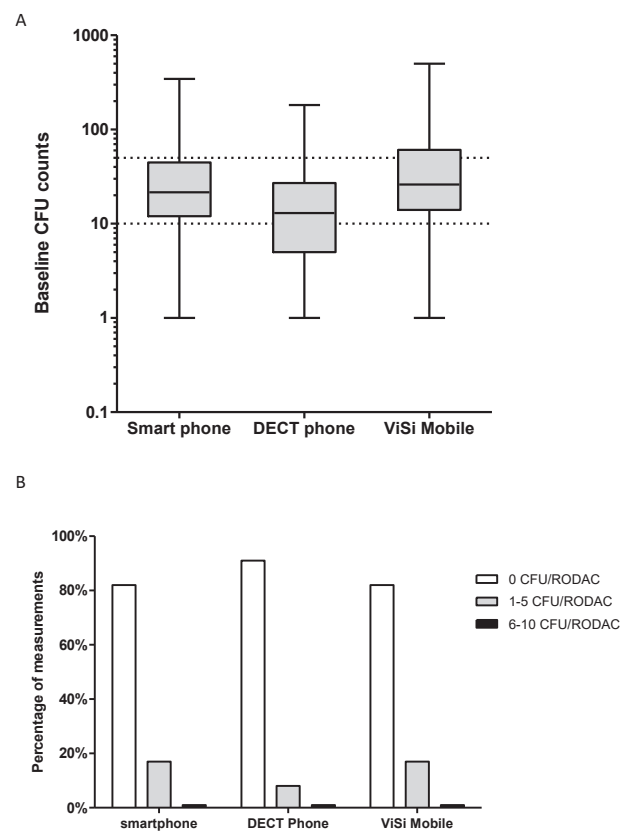 A
1000
100
10
1
0.1
Baseline CFU counts
Smart phone DECT phone ViSi Mobile
B
100%
80%
60%
40%
20%
0%
Percentage of measurements
smartphone DECT Phone ViSi Mobile
0 CFU/RODAC
1-5 CFU/RODAC
6-10 CFU/RODAC